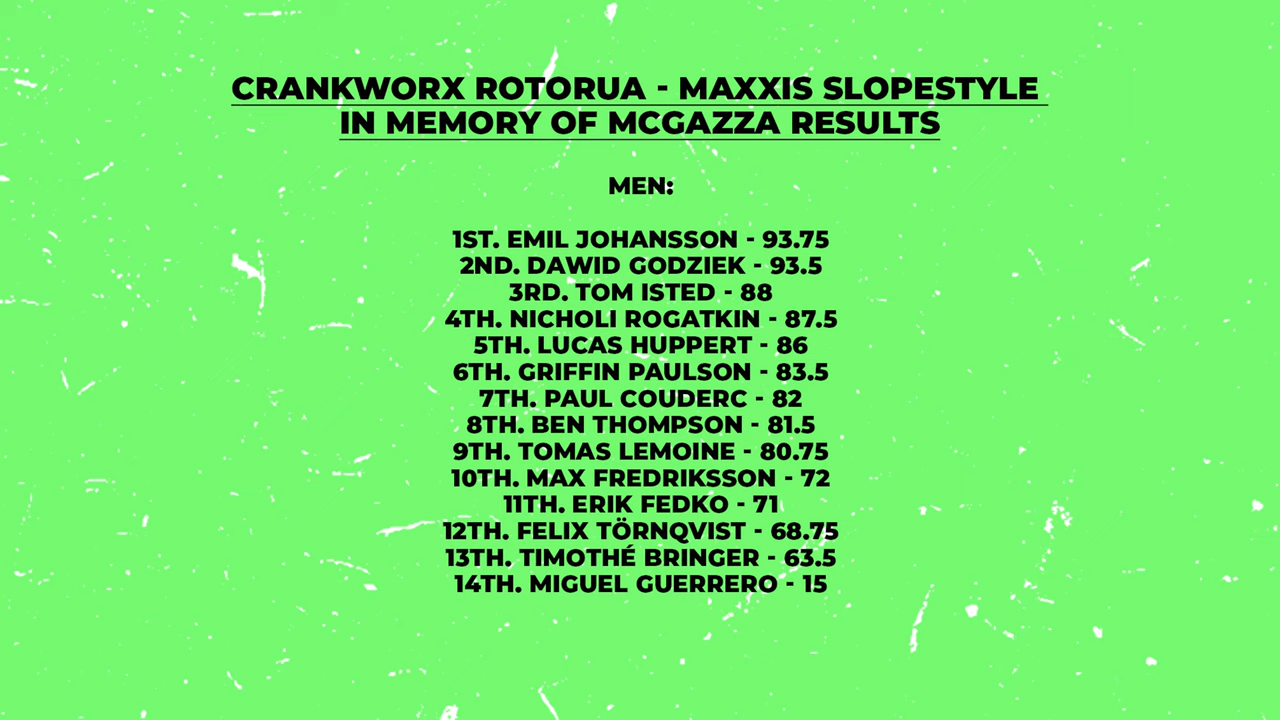 CRANKWORX ROTORUA - MAXXIS SLOPESTYLE
IN MEMORY OF MCGAZZA RESULTS
MEN:
1ST. EMIL JOHANSSON - 93.75
2ND. DAWID GODZIEK - 93.5
3RD. TOM ISTED - 88
4TH. NICHOLI ROGATKIN - 87.5
5TH. LUCAS HUPPERT - 86
6TH. GRIFFIN PAULSON - 83.5
7TH. PAUL COUDERC - 82
8TH. BEN THOMPSON - 81.5
9TH. TOMAS LEMOINE - 80.75
10TH. MAX FREDRIKSSON - 72
11TH. ERIK FEDKO - 71
12TH. FELIX TÖRNQVIST - 68.75
13TH. TIMOTHÉ BRINGER - 63.5
14TH. MIGUEL GUERRERO - 15